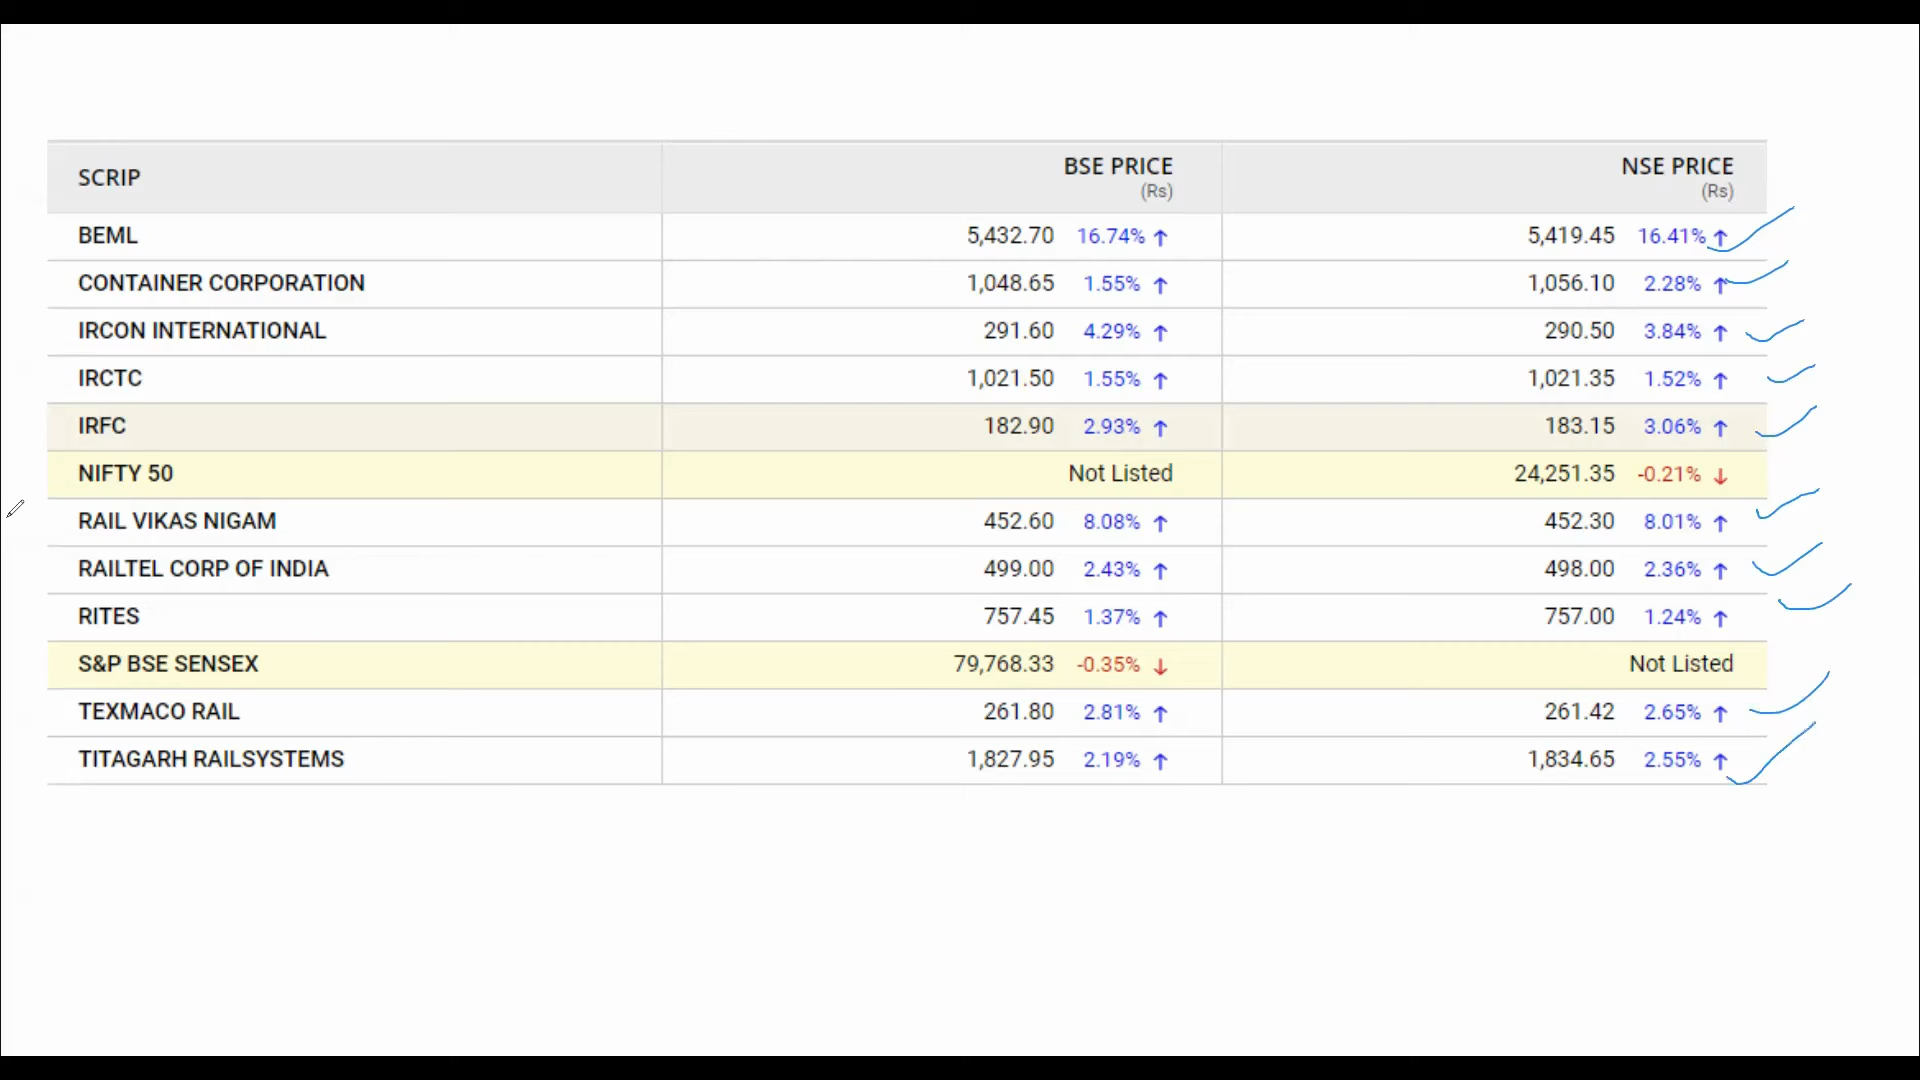 SCRIP BSE PRICE NSE PRICE
(Rs) (Rs)
BEML 5,432.70 16.74% ↑ 5,419.45 16.41% ↑
CONTAINER CORPORATION 1,048.65 1.55% ↑ 1,056.10 2.28% ↑
IRCON INTERNATIONAL 291.60 4.29% ↑ 290.50 3.84% ↑
IRCTC 1,021.50 1.55% ↑ 1,021.35 1.52% ↑
IRFC 182.90 2.93% ↑ 183.15 3.06% ↑
NIFTY 50 Not Listed 24,251.35 -0.21% ↓
RAIL VIKAS NIGAM 452.60 8.08% ↑ 452.30 8.01% ↑
RAILTEL CORP OF INDIA 499.00 2.43% ↑ 498.00 2.36% ↑
RITES 757.45 1.37% ↑ 757.00 1.24% ↑
S&P BSE SENSEX 79,768.33 -0.35% ↓ Not Listed
TEXMACO RAIL 261.80 2.81% ↑ 261.42 2.65% ↑
TITAGARH RAILSYSTEMS 1,827.95 2.19% ↑ 1,834.65 2.55% ↑